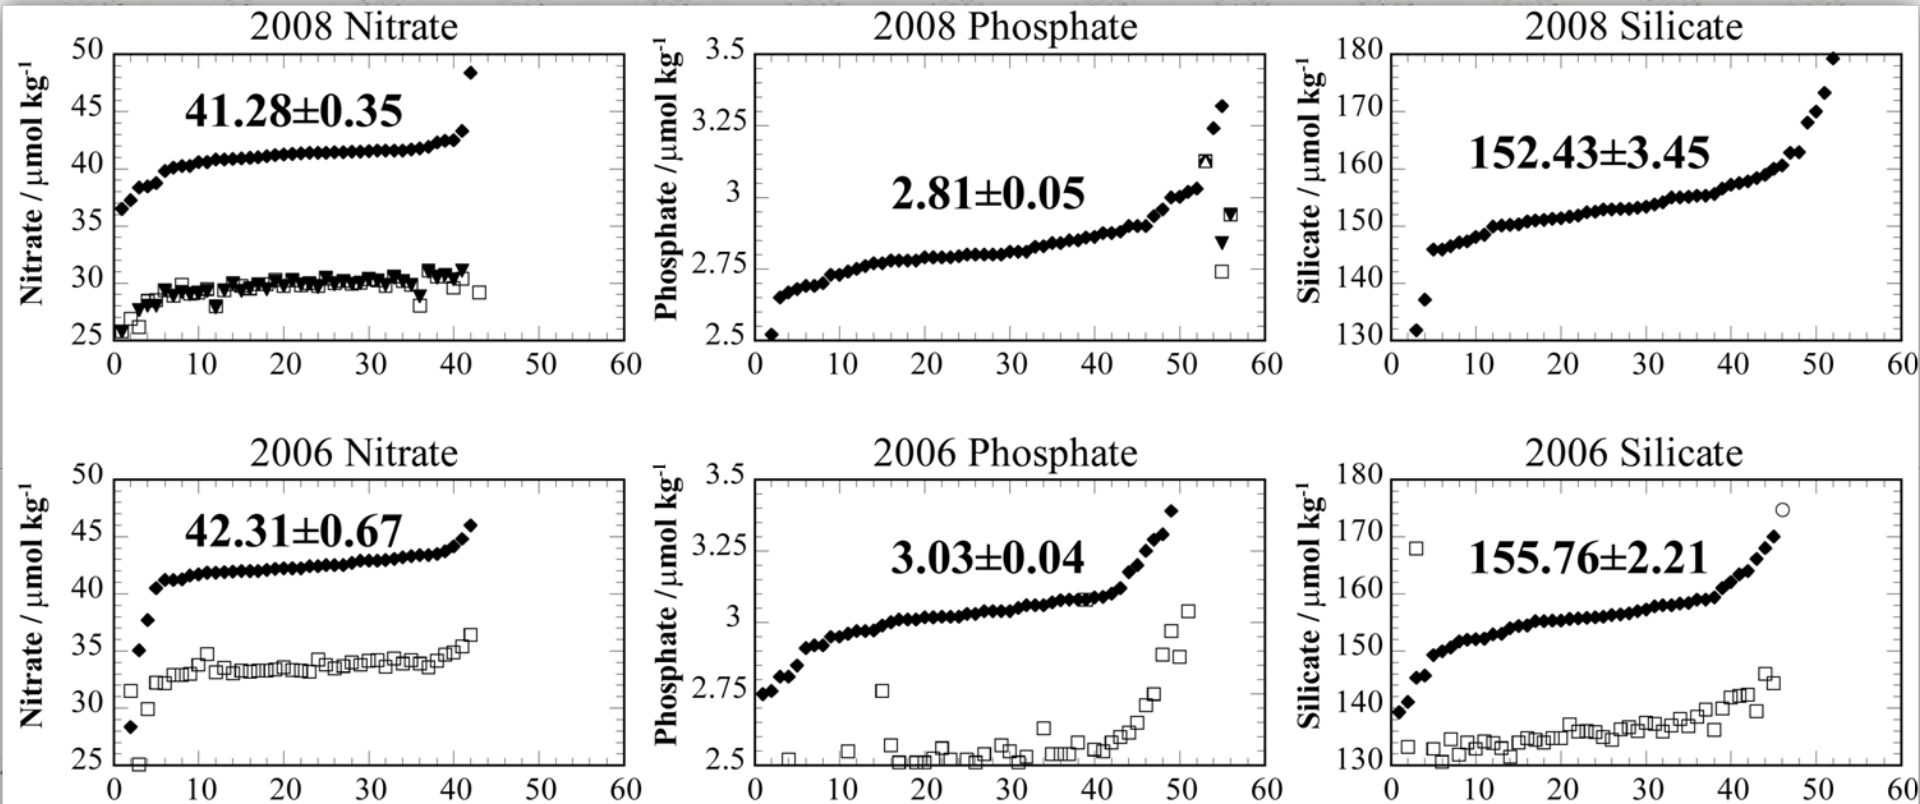 2008 Nitrate
Nitrate / μmol kg⁻¹
50
45
40
35
30
25
41.28±0.35
0 10 20 30 40 50 60
2008 Phosphate
Phosphate /μmol kg⁻¹
3.5
3.25
3
2.75
2.5
2.81±0.05
0 10 20 30 40 50 60
2008 Silicate
Silicate / μmol kg⁻¹
180
170
160
150
140
130
152.43±3.45
0 10 20 30 40 50 60
2006 Nitrate
Nitrate / μmol kg⁻¹
50
45
40
35
30
25
42.31±0.67
0 10 20 30 40 50 60
2006 Phosphate
Phosphate /μmol kg⁻¹
3.5
3.25
3
2.75
2.5
3.03±0.04
0 10 20 30 40 50 60
2006 Silicate
Silicate / μmol kg⁻¹
180
170
160
150
140
130
155.76±2.21
0 10 20 30 40 50 60